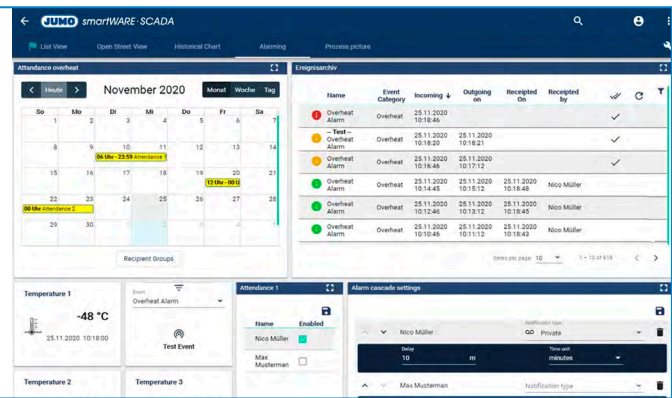 JUMO smartWARE·SCADA
List View Open Street View Historical Chart Alarming Prozess picture
Attandance overheat
Heute November 2020 Monat Woche Tag
So Mo Di Mi Do Fr Sa
1 2 3 4 5 6 7
8 9 10 11 12 13 14
06 Uhr - 23:59 Attendance 1
15 16 17 18 19 20 21
12 Uhr - 00 U
22 23 24 25 26 27 28
00 Uhr Attendance 2
29 30 1 2 3 4
Recipient Groups
Ereignisarchiv
Name Event Category Incoming Outgoing on Receipted On Receipted by
Overheat Alarm Overheat 25.11.2020 10:18:46
-- Test -- Overheat Alarm Overheat 25.11.2020 10:18:20 25.11.2020 10:18:21
Overheat Alarm Overheat 25.11.2020 10:16:46 25.11.2020 10:17:12
Overheat Alarm Overheat 25.11.2020 10:14:45 25.11.2020 10:15:12 25.11.2020 10:18:48 Nico Müller
Overheat Alarm Overheat 25.11.2020 10:12:46 25.11.2020 10:13:12 25.11.2020 10:18:45 Nico Müller
Overheat Alarm Overheat 25.11.2020 10:10:46 25.11.2020 10:11:12 25.11.2020 10:18:43 Nico Müller
Items per page: 10 1 - 10 of 618
Temperature 1
-48 °C
25.11.2020 10:18:00
Event
Overheat Alarm
Test Event
Attendance 1
Name Enabled
Nico Müller
Max Musterman
Alarm cascade settings
Nico Müller
Notification type
Private
Delay
10 m
Time unit
minutes
Max Musterman Notification type
Temperature 2
Temperature 3